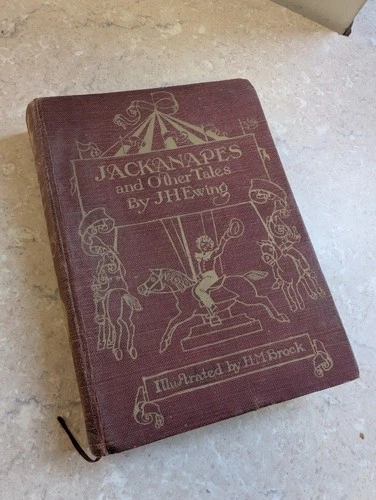 JACKANAPES
and Other Tales
By J.H.Ewing
Illustrated by H.M.Brock